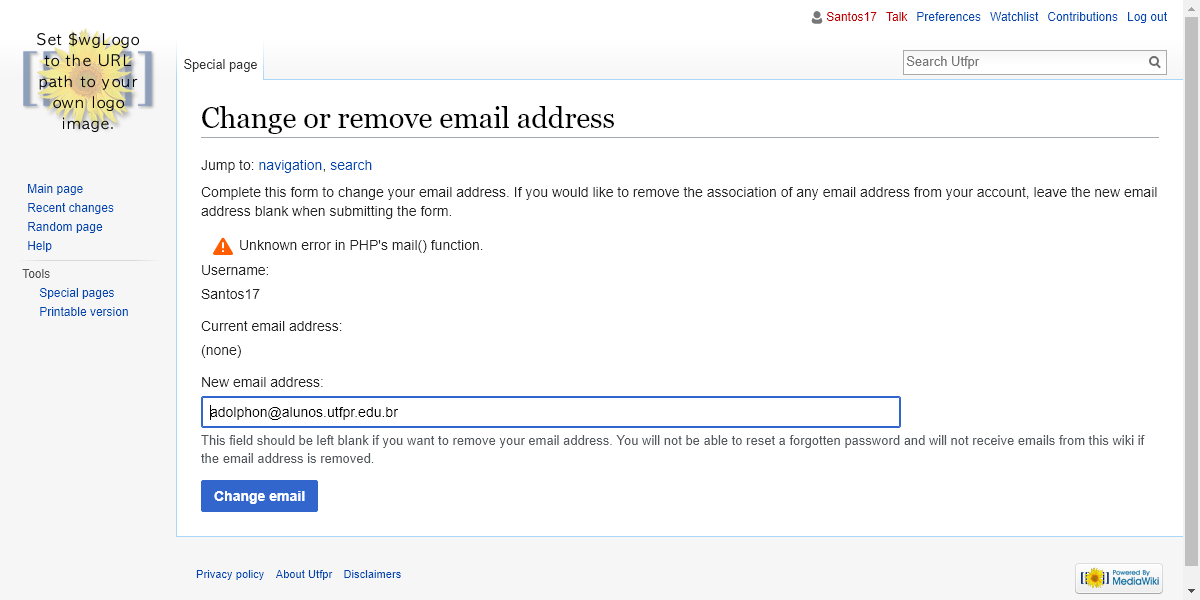 Santos17 Talk Preferences Watchlist Contributions Log out
Set $wgLogo
to the URL
path to your
own logo
image.
Special page
Search Utfpr
Change or remove email address
Jump to: navigation, search
Complete this form to change your email address. If you would like to remove the association of any email address from your account, leave the new email
address blank when submitting the form.
Unknown error in PHP's mail() function.
Username:
Santos17
Current email address:
(none)
New email address:
adolphon@alunos.utfpr.edu.br
This field should be left blank if you want to remove your email address. You will not be able to reset a forgotten password and will not receive emails from this wiki if
the email address is removed.
Change email
Main page
Recent changes
Random page
Help
Tools
Special pages
Printable version
Privacy policy About Utfpr Disclaimers
Powered By
MediaWiki